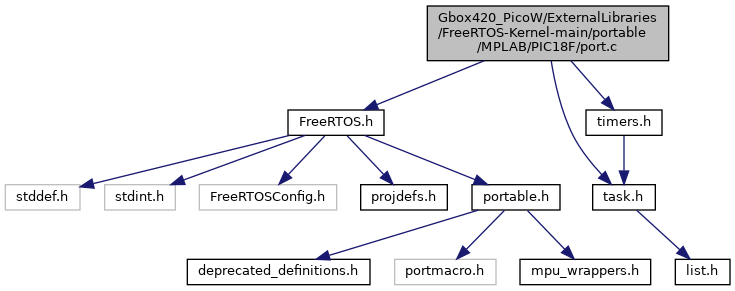 Gbox420_PicoW/ExternalLibraries
/FreeRTOS-Kernel-main/portable
/MPLAB/PIC18F/port.c
FreeRTOS.h
timers.h
stddef.h
stdint.h
FreeRTOSConfig.h
projdefs.h
portable.h
task.h
deprecated_definitions.h
portmacro.h
mpu_wrappers.h
list.h